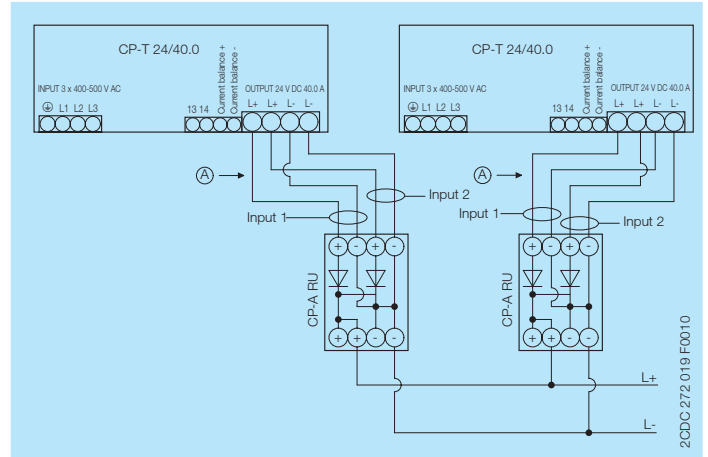 CP-T 24/40.0
INPUT 3 x 400-500 V AC
L1 L2 L3
13 14
Current balance +
Current balance -
OUTPUT 24 V DC 40.0 A
L+ L+ L- L-
A
Input 1
Input 2
CP-A RU
+ - + -
+ + - -
CP-T 24/40.0
INPUT 3 x 400-500 V AC
L1 L2 L3
13 14
Current balance +
Current balance -
OUTPUT 24 V DC 40.0 A
L+ L+ L- L-
A
Input 1
Input 2
CP-A RU
+ - + -
+ + - -
L+
L-
2CDC 272 019 F0010